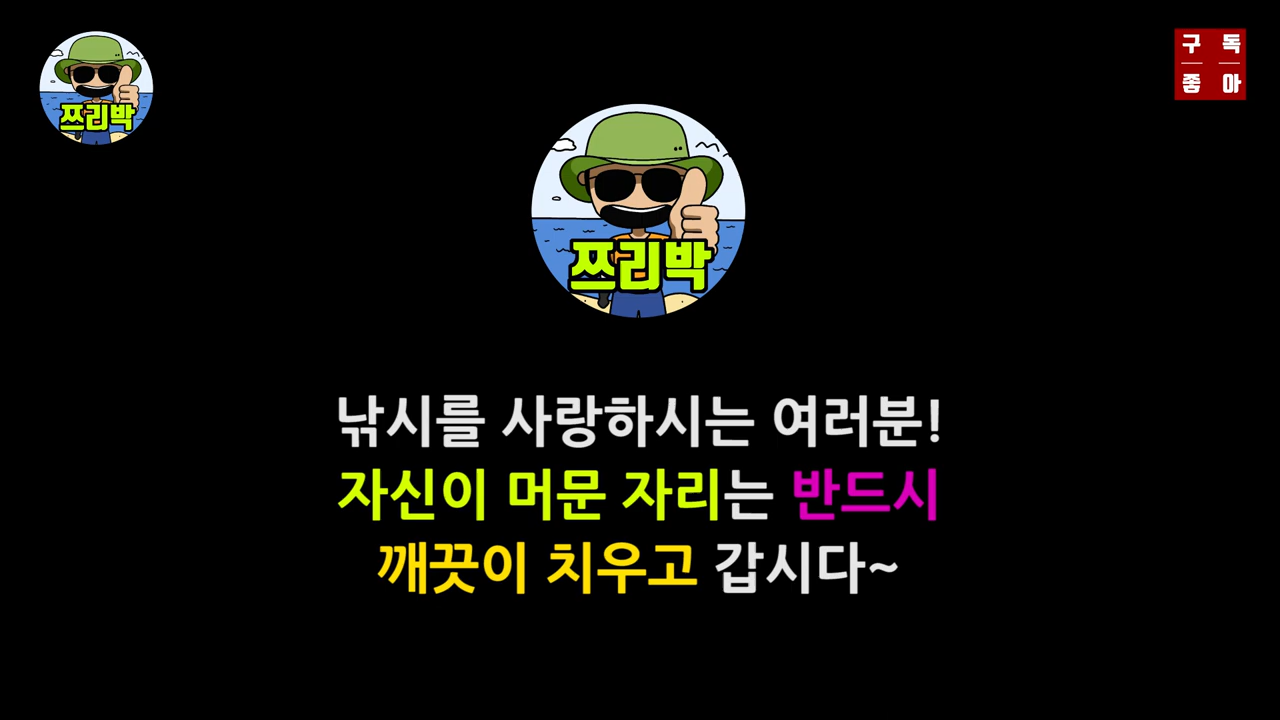 쯔리박
구독
좋아
쯔리박
낚시를 사랑하시는 여러분!
자신이 머문 자리는 반드시
깨끗이 치우고 갑시다~